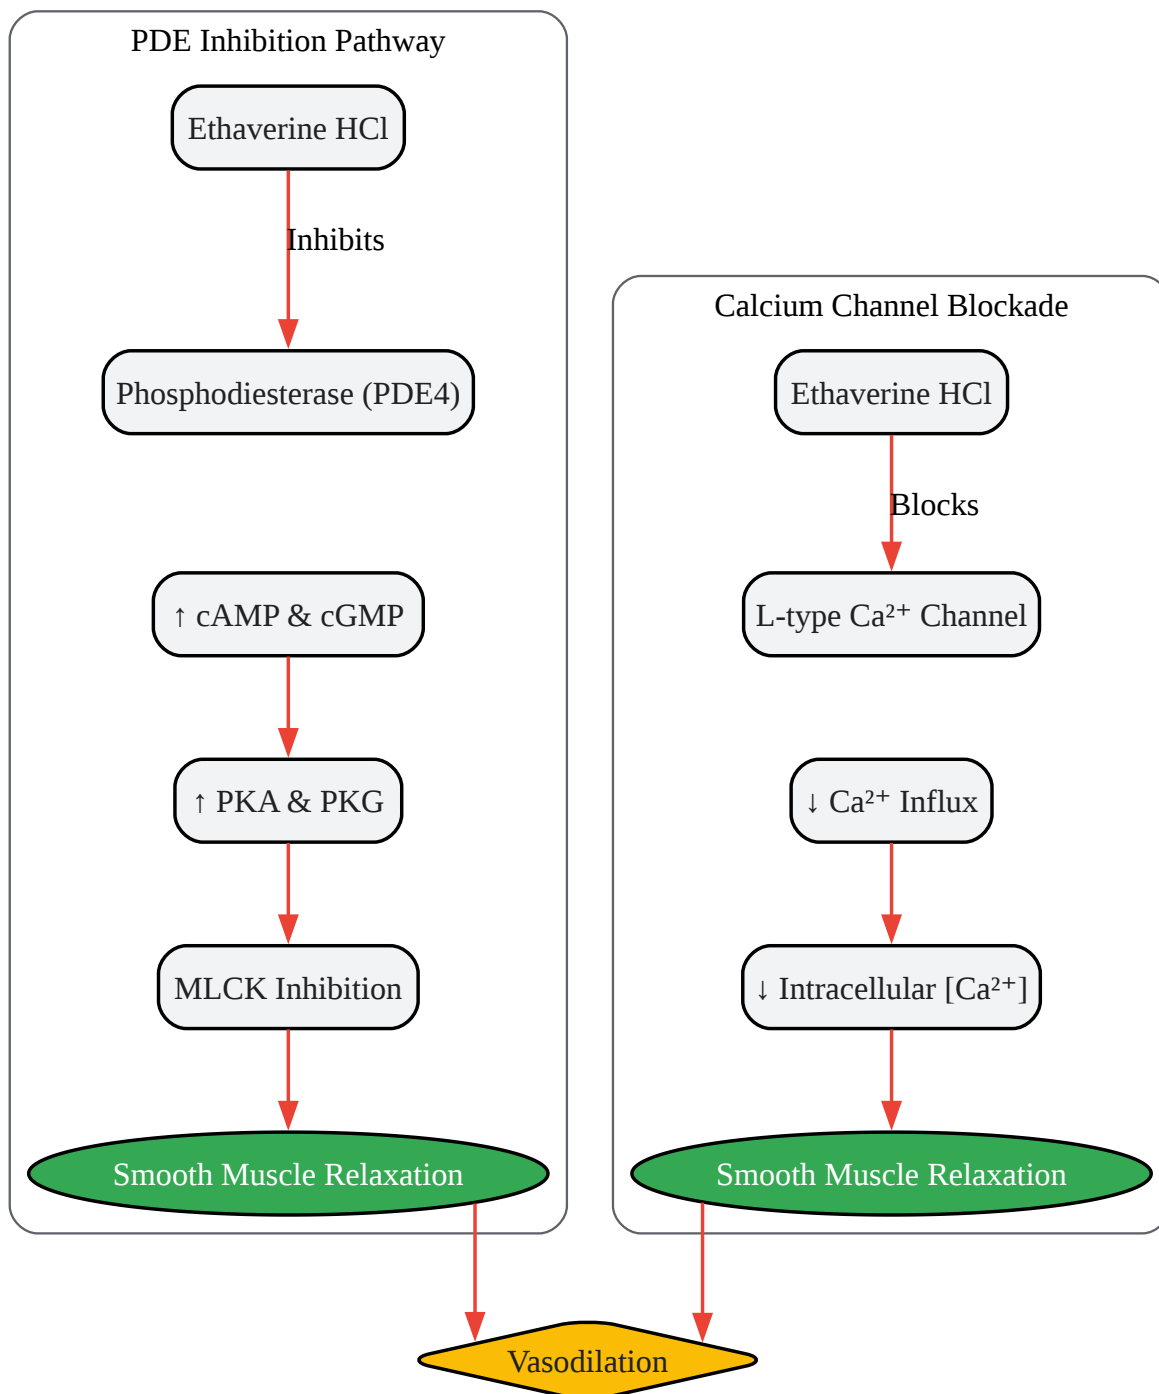 PDE Inhibition Pathway
Ethaverine HCl
Inhibits
Phosphodiesterase (PDE4)
↑ cAMP & cGMP
↑ PKA & PKG
MLCK Inhibition
Smooth Muscle Relaxation
Calcium Channel Blockade
Ethaverine HCl
Blocks
L-type Ca²⁺ Channel
↓ Ca²⁺ Influx
↓ Intracellular [Ca²⁺]
Smooth Muscle Relaxation
Vasodilation